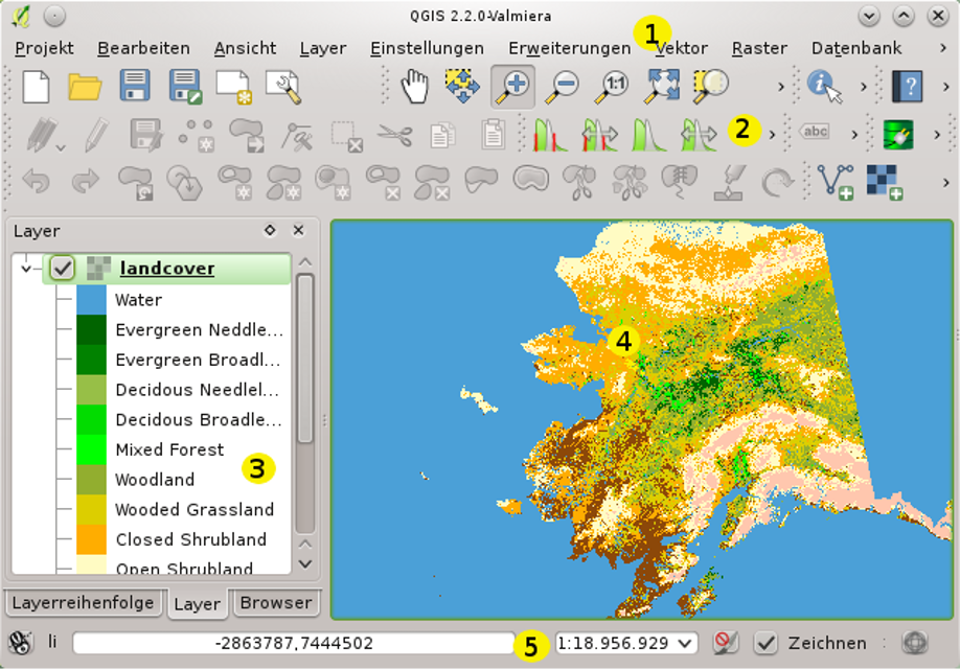 QGIS 2.2.0-Valmiera
Projekt Bearbeiten Ansicht Layer Einstellungen Erweiterungen 1 Vektor Raster Datenbank
1:1
2
abc
Layer
landcover
Water
Evergreen Neddle...
Evergreen Broadl...
Decidous Needlel...
Decidous Broadle...
Mixed Forest
3
Woodland
Wooded Grassland
Closed Shrubland
Open Shrubland
4
Layerreihenfolge Layer Browser
li -2863787,7444502 5 1:18.956.929 Zeichnen